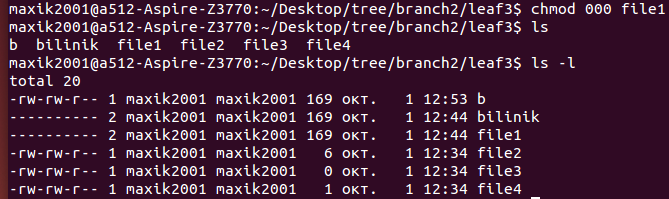 maxik2001@a512-Aspire-Z3770:~/Desktop/tree/branch2/leaf3$ chmod 000 file1
maxik2001@a512-Aspire-Z3770:~/Desktop/tree/branch2/leaf3$ ls
b  bilinik  file1  file2  file3  file4
maxik2001@a512-Aspire-Z3770:~/Desktop/tree/branch2/leaf3$ ls -l
total 20
-rw-rw-r-- 1 maxik2001 maxik2001 169 окт.   1 12:53 b
---------- 2 maxik2001 maxik2001 169 окт.   1 12:44 bilinik
---------- 2 maxik2001 maxik2001 169 окт.   1 12:44 file1
-rw-rw-r-- 1 maxik2001 maxik2001   6 окт.   1 12:34 file2
-rw-rw-r-- 1 maxik2001 maxik2001   0 окт.   1 12:34 file3
-rw-rw-r-- 1 maxik2001 maxik2001   1 окт.   1 12:34 file4